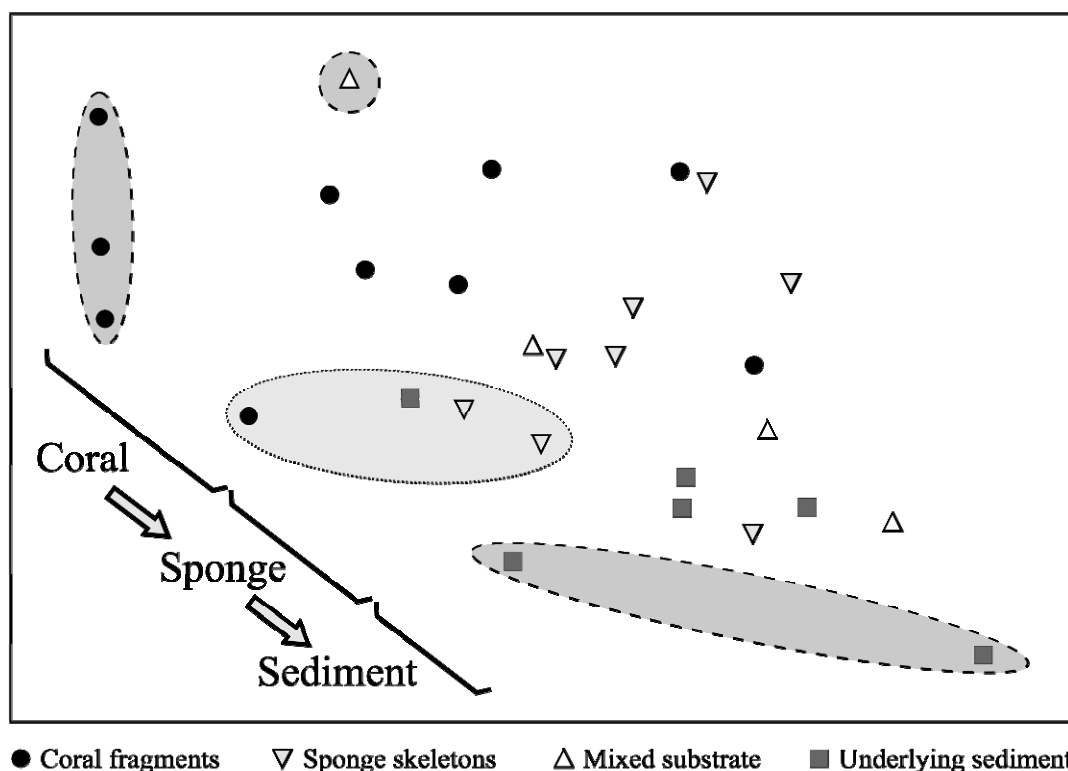 Coral
Sponge
Sediment
Coral fragments Sponge skeletons Mixed substrate Underlying sediment